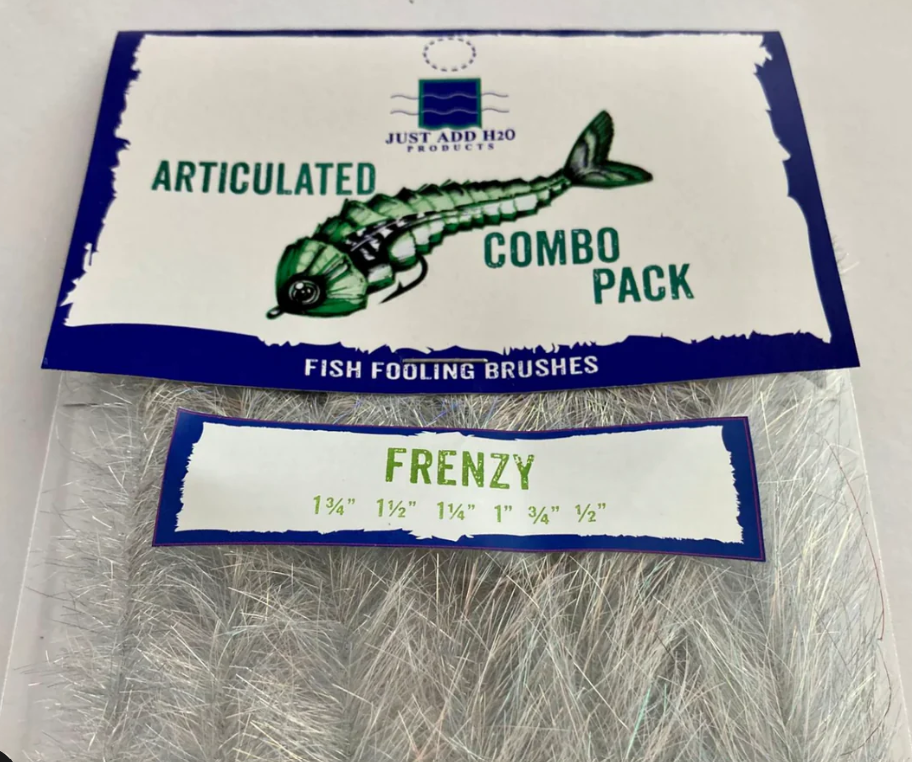 JUST ADD H2O
PRODUCTS
ARTICULATED
COMBO
PACK
FISH FOOLING BRUSHES
FRENZY
1¾" 1½" 1¼" 1" ¾" ½"